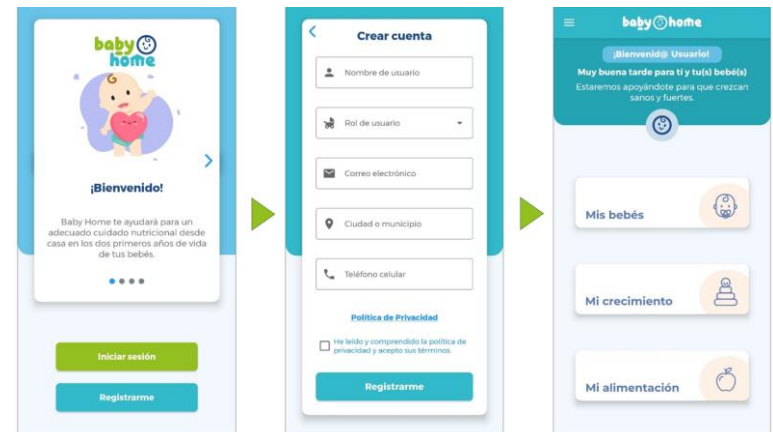 baby
home
¡Bienvenido!
Baby Home te ayudará para un
adecuado cuidado nutricional desde
casa en los dos primeros años de vida
de tus bebés.
Iniciar sesión
Registrarme
Crear cuenta
Nombre de usuario
Rol de usuario
Correo electrónico
Ciudad o municipio
Teléfono celular
Política de Privacidad
He leído y comprendido la política de
privacidad y acepto sus términos.
Registrarme
baby home
¡Bienvenid@ Usuario!
Muy buena tarde para ti y tu(s) bebé(s)
Estaremos apoyándote para que crezcan
sanos y fuertes.
Mis bebés
Mi crecimiento
Mi alimentación